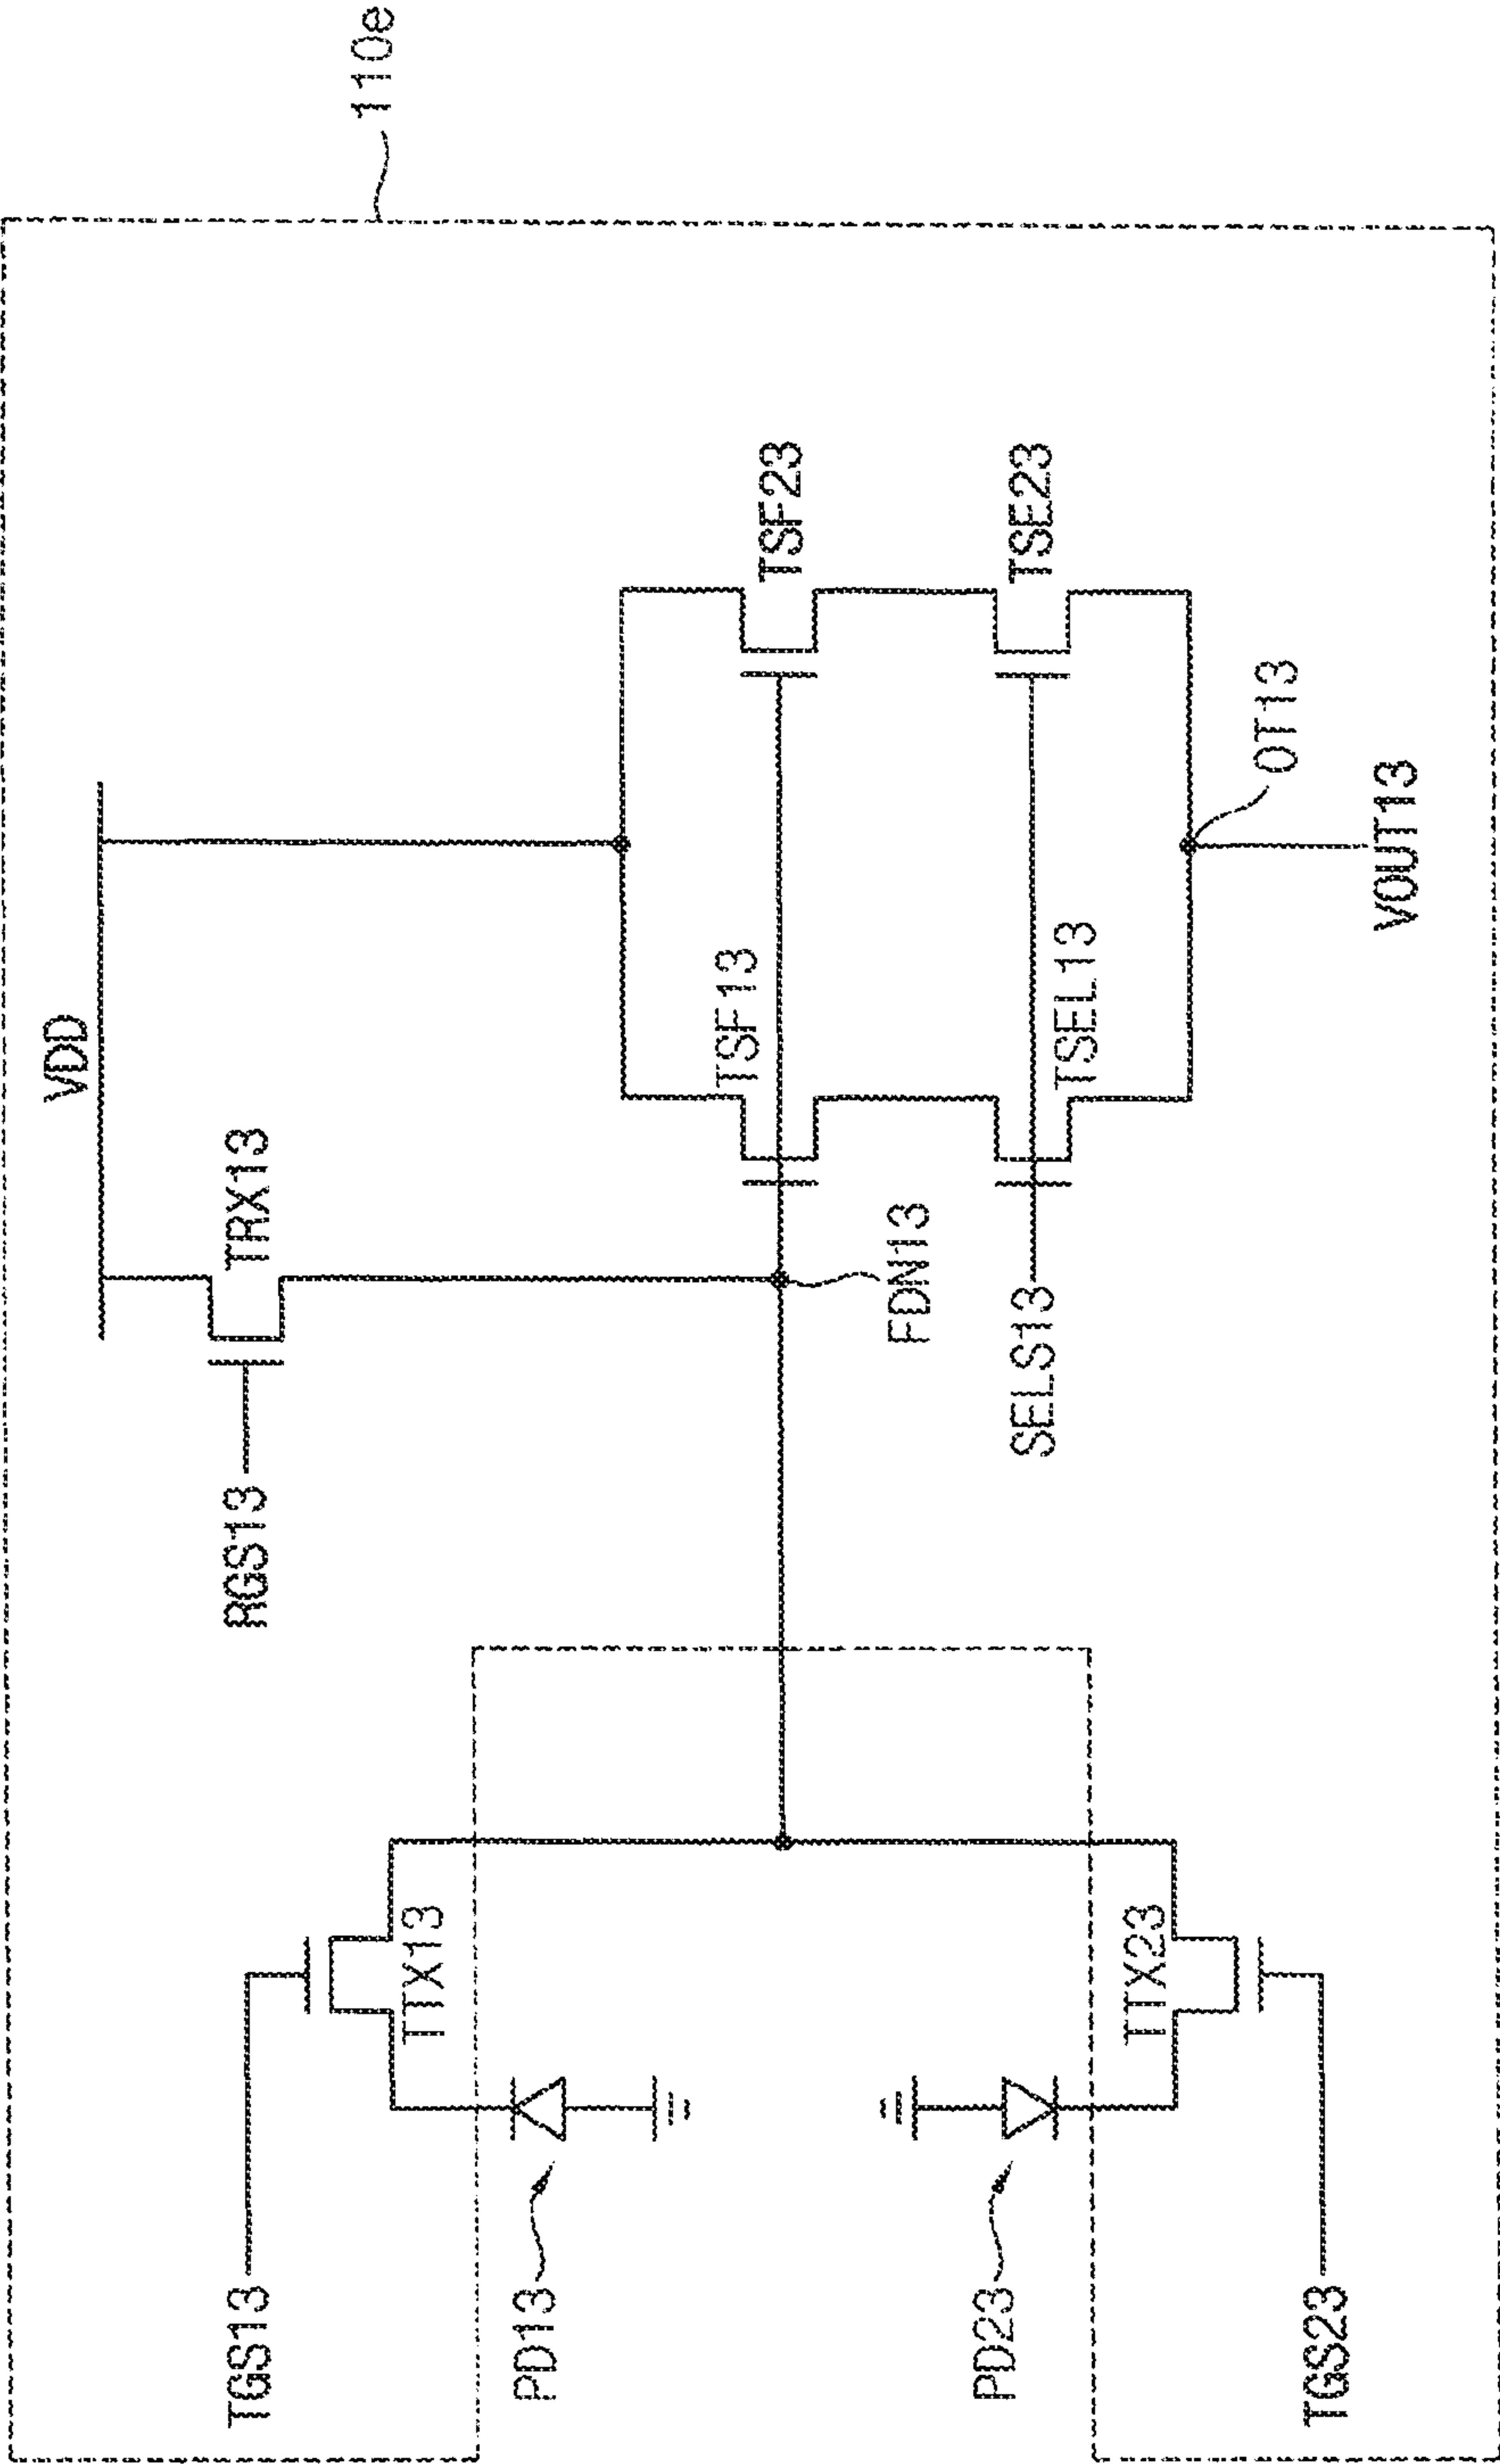 110e
VDD
RGS13
TRX13
TGS13
TTX13
TSF13
TSF23
PD13
FDN13
PD23
SELS13
TSEL13
TSE23
TTX23
OT13
TGS23
VOUT13